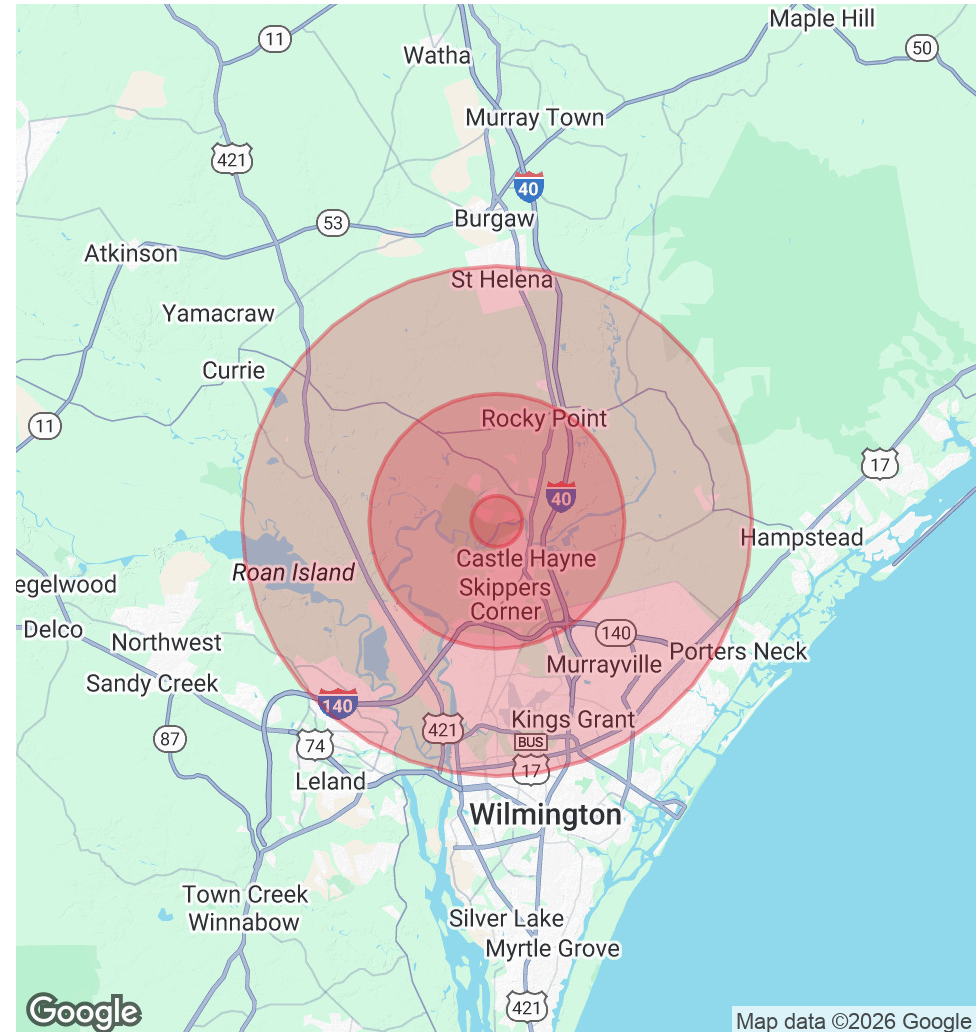 Maple Hill
11
50
Watha
Murray Town
421
40
53
Burgaw
Atkinson
St Helena
Yamacraw
Currie
Rocky Point
11
17
40
Hampstead
Castle Hayne
Roan Island
egelwood
Skippers
Corner
Delco
140
Northwest
Porters Neck
Murrayville
Sandy Creek
140
Kings Grant
421
87
BUS
74
17
Leland
Wilmington
Town Creek
Winnabow
Silver Lake
Myrtle Grove
421
Google
Map data ©2026 Google